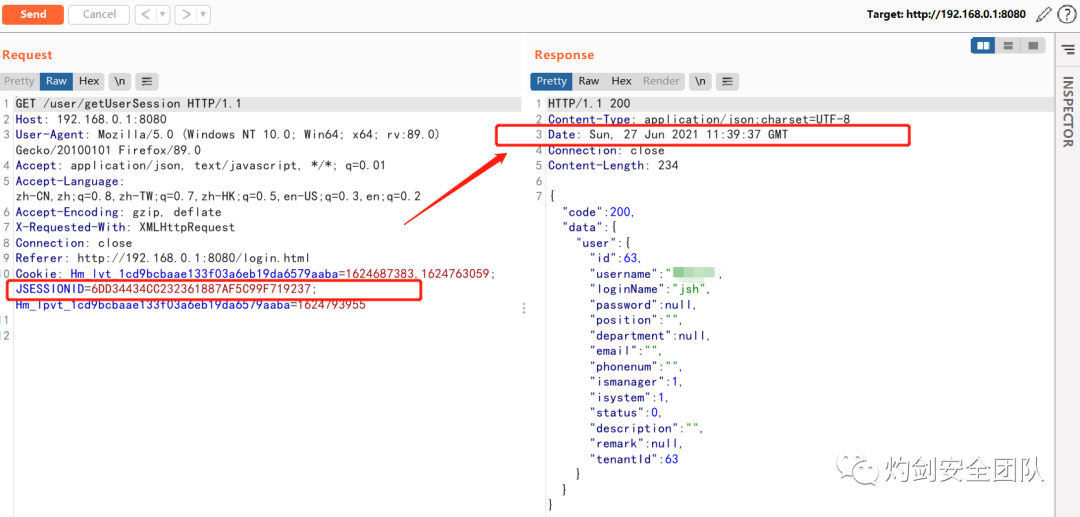 Send
Cancel
<
>
Target: http://192.168.0.1:8080
?
Request
Response
Pretty
Raw
Hex
\n
Pretty
Raw
Hex
Render
\n
INSPECTOR
1 GET /user/getUserSession HTTP/1.1
2 Host: 192.168.0.1:8080
3 User-Agent: Mozilla/5.0 (Windows NT 10.0; Win64; x64; rv:89.0)
Gecko/20100101 Firefox/89.0
4 Accept: application/json, text/javascript, */*; q=0.01
5 Accept-Language:
zh-CN,zh;q=0.8,zh-TW;q=0.7,zh-HK;q=0.5,en-US;q=0.3,en;q=0.2
6 Accept-Encoding: gzip, deflate
7 X-Requested-With: XMLHttpRequest
8 Connection: close
9 Referer: http://192.168.0.1:8080/login.html
0 Cookie: Hm_lvt_1cd9bcbaae133f03a6eb19da6579aaba=1624687383,1624763059;
JSESSIONID=6DD34434CC232361887AF5C99F719237;
Hm_lpvt_1cd9bcbaae133f03a6eb19da6579aaba=1624793955
1
2
1 HTTP/1.1 200
2 Content-Type: application/json;charset=UTF-8
3 Date: Sun, 27 Jun 2021 11:39:37 GMT
4 Connection: close
5 Content-Length: 234
6
7 {
"code":200,
"data":{
"user":{
"id":63,
"username":"
,
"loginName":"jsh",
"password":null,
"position":"",
"department":null,
"email":"",
"phonenum":"",
"ismanager":1,
"isystem":1,
"status":0,
"description":"",
"remark":null,
"tenantId":63
}
}
}
灼剑安全团队